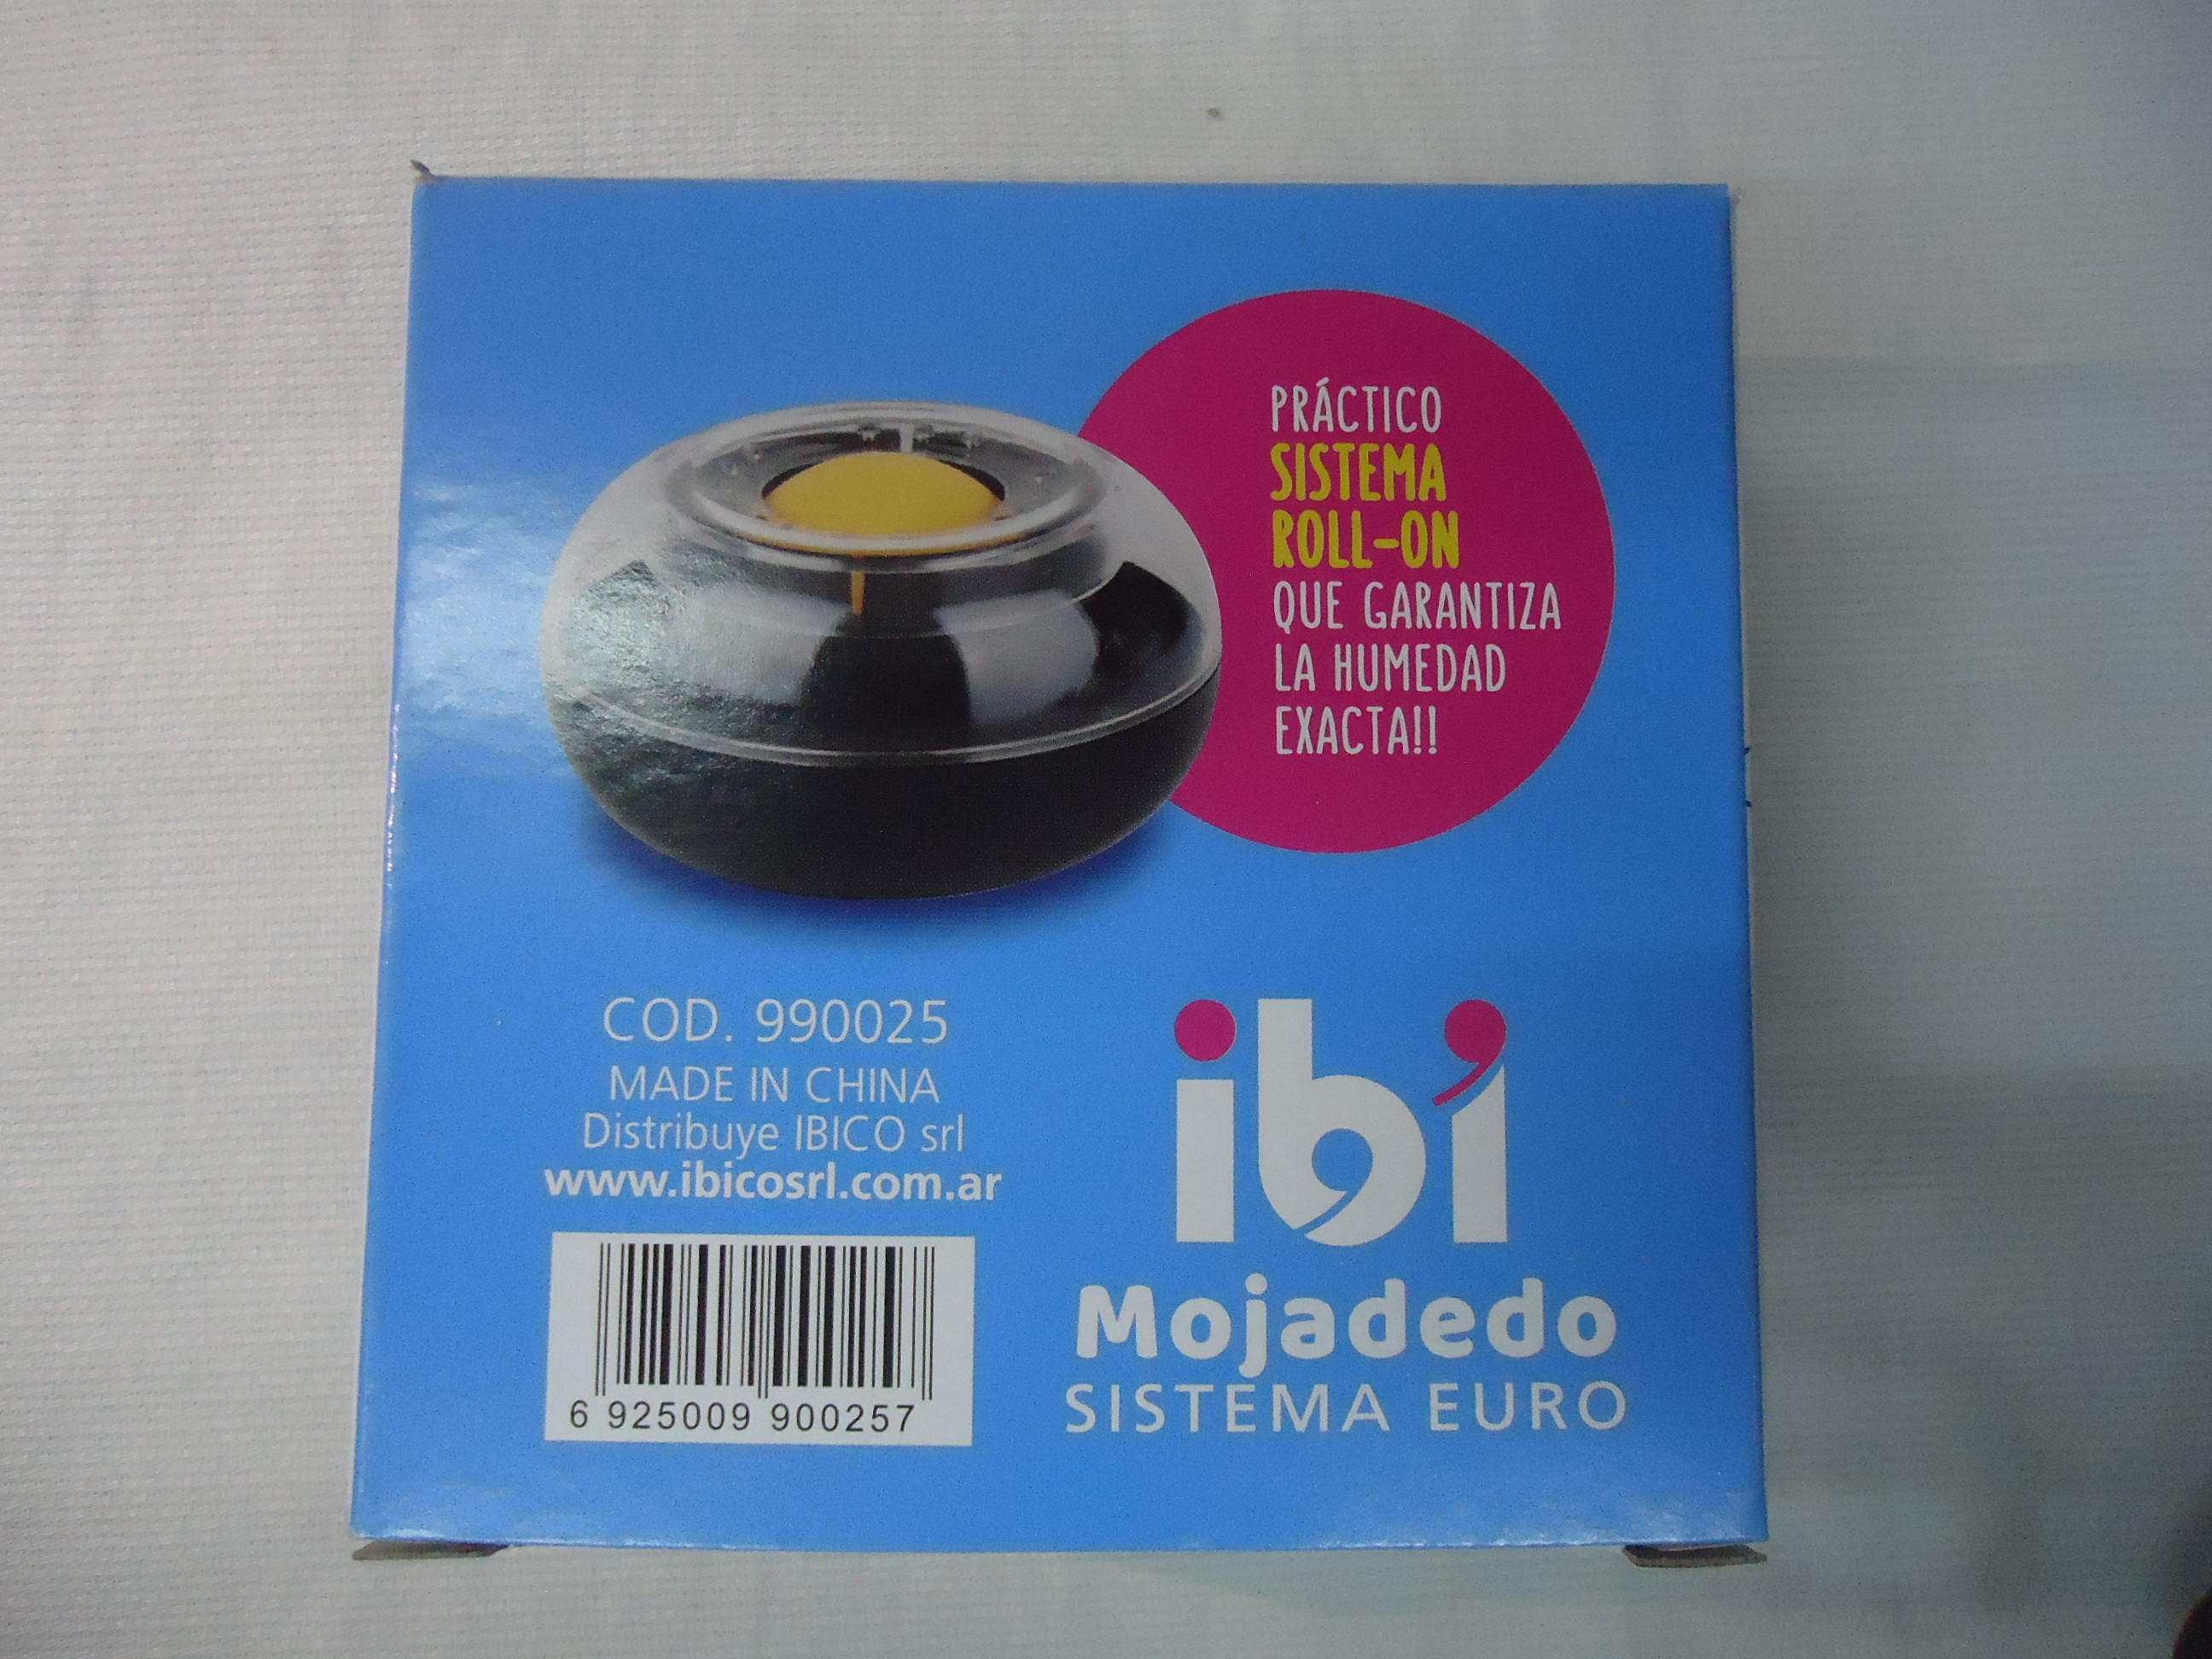 PRÁCTICO
SISTEMA
ROLL-ON
QUE GARANTIZA
LA HUMEDAD
EXACTA!!
COD. 990025
MADE IN CHINA
Distribuye IBICO srl
www.ibicosrl.com.ar
6 925009 900257
ibi
Mojadedo
SISTEMA EURO